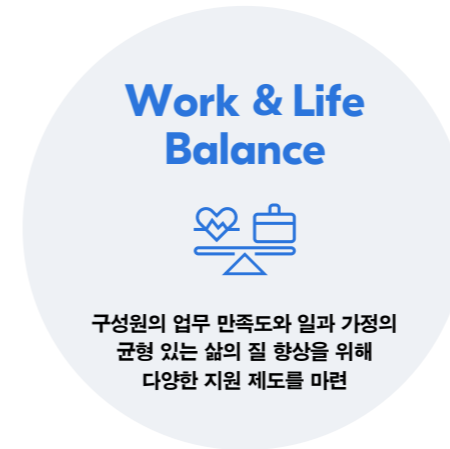 Work & Life
Balance
구성원의 업무 만족도와 일과 가정의
균형 있는 삶의 질 향상을 위해
다양한 지원 제도를 마련